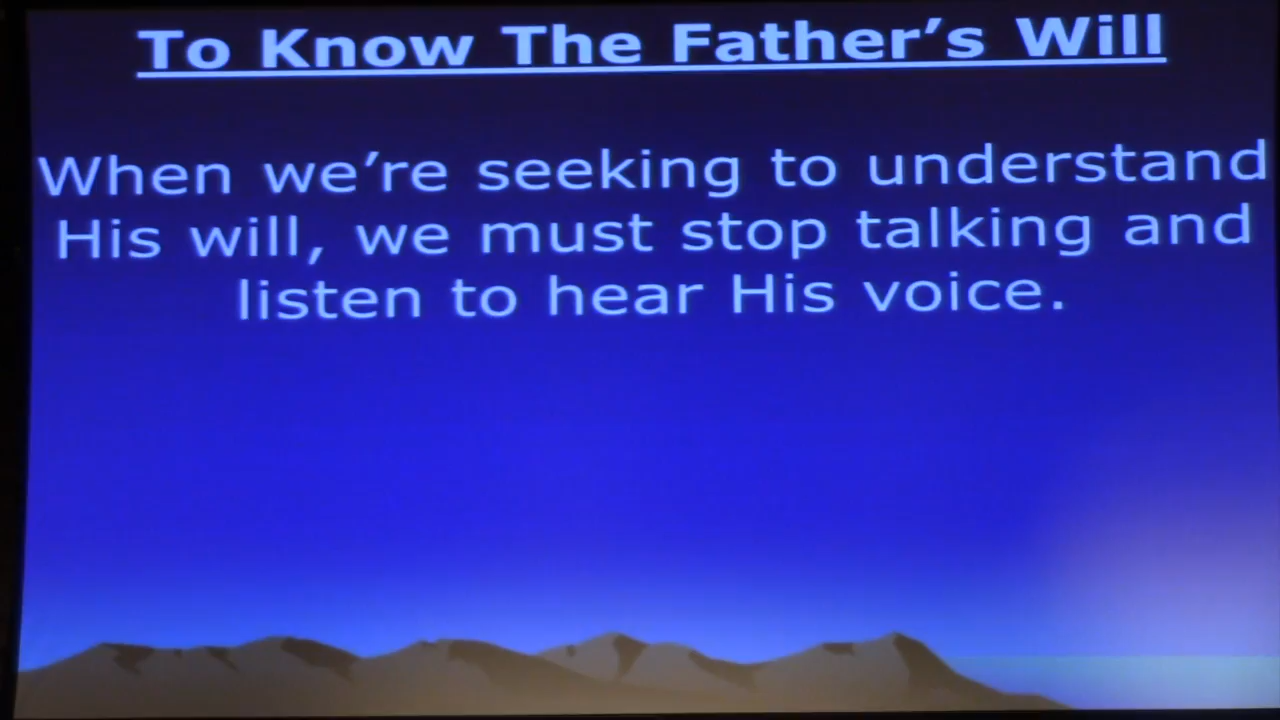 To Know The Father’s Will
When we’re seeking to understand
His will, we must stop talking and
listen to hear His voice.